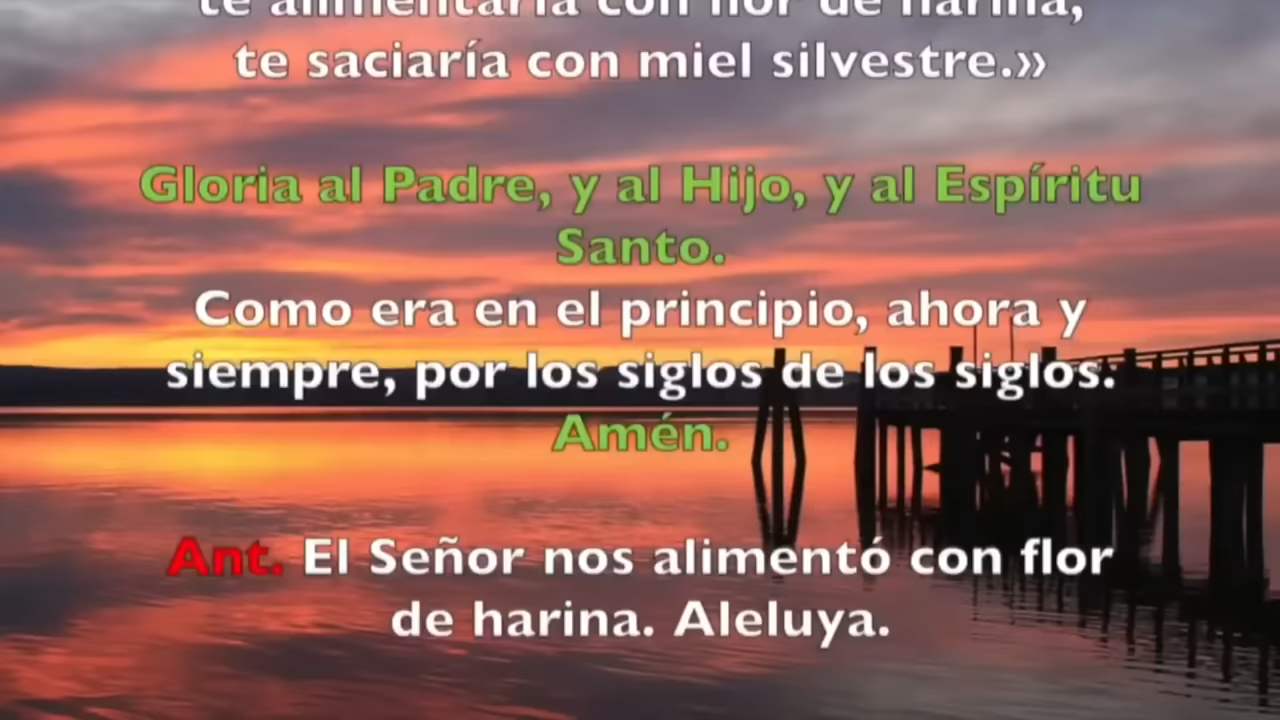 te alimentaría con flor de harina,
te saciaría con miel silvestre.»
Gloria al Padre, y al Hijo, y al Espíritu
Santo.
Como era en el principio, ahora y
siempre, por los siglos de los siglos.
Amén.
Ant. El Señor nos alimentó con flor
de harina. Aleluya.